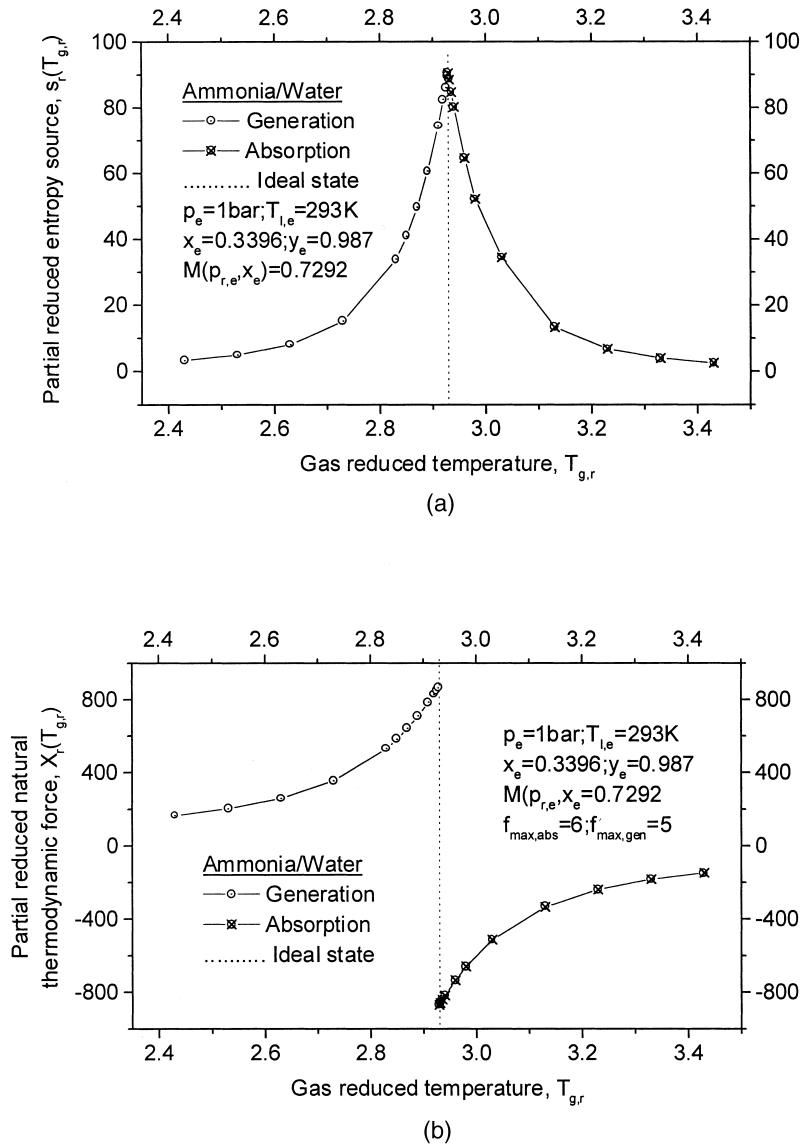 2.4 2.6 2.8 3.0 3.2 3.4
100 100
80 80
60 60
40 40
20 20
0 0
Partial reduced entropy source, s_r(T_g,r)
Ammonia/Water
Generation
Absorption
.......... Ideal state
p_e=1bar;T_l,e=293K
x_e=0.3396;y_e=0.987
M(p_r,e,x_e)=0.7292
2.4 2.6 2.8 3.0 3.2 3.4
Gas reduced temperature, T_g,r
(a)
2.4 2.6 2.8 3.0 3.2 3.4
800 800
400 400
0 0
-400 -400
-800 -800
Partial reduced natural
thermodynamic force, X_r(T_g,r)
p_e=1bar;T_l,e=293K
x_e=0.3396;y_e=0.987
M(p_r,e,x_e=0.7292
f_max,abs=6;f_max,gen=5
Ammonia/Water
Generation
Absorption
.......... Ideal state
2.4 2.6 2.8 3.0 3.2 3.4
Gas reduced temperature, T_g,r
(b)